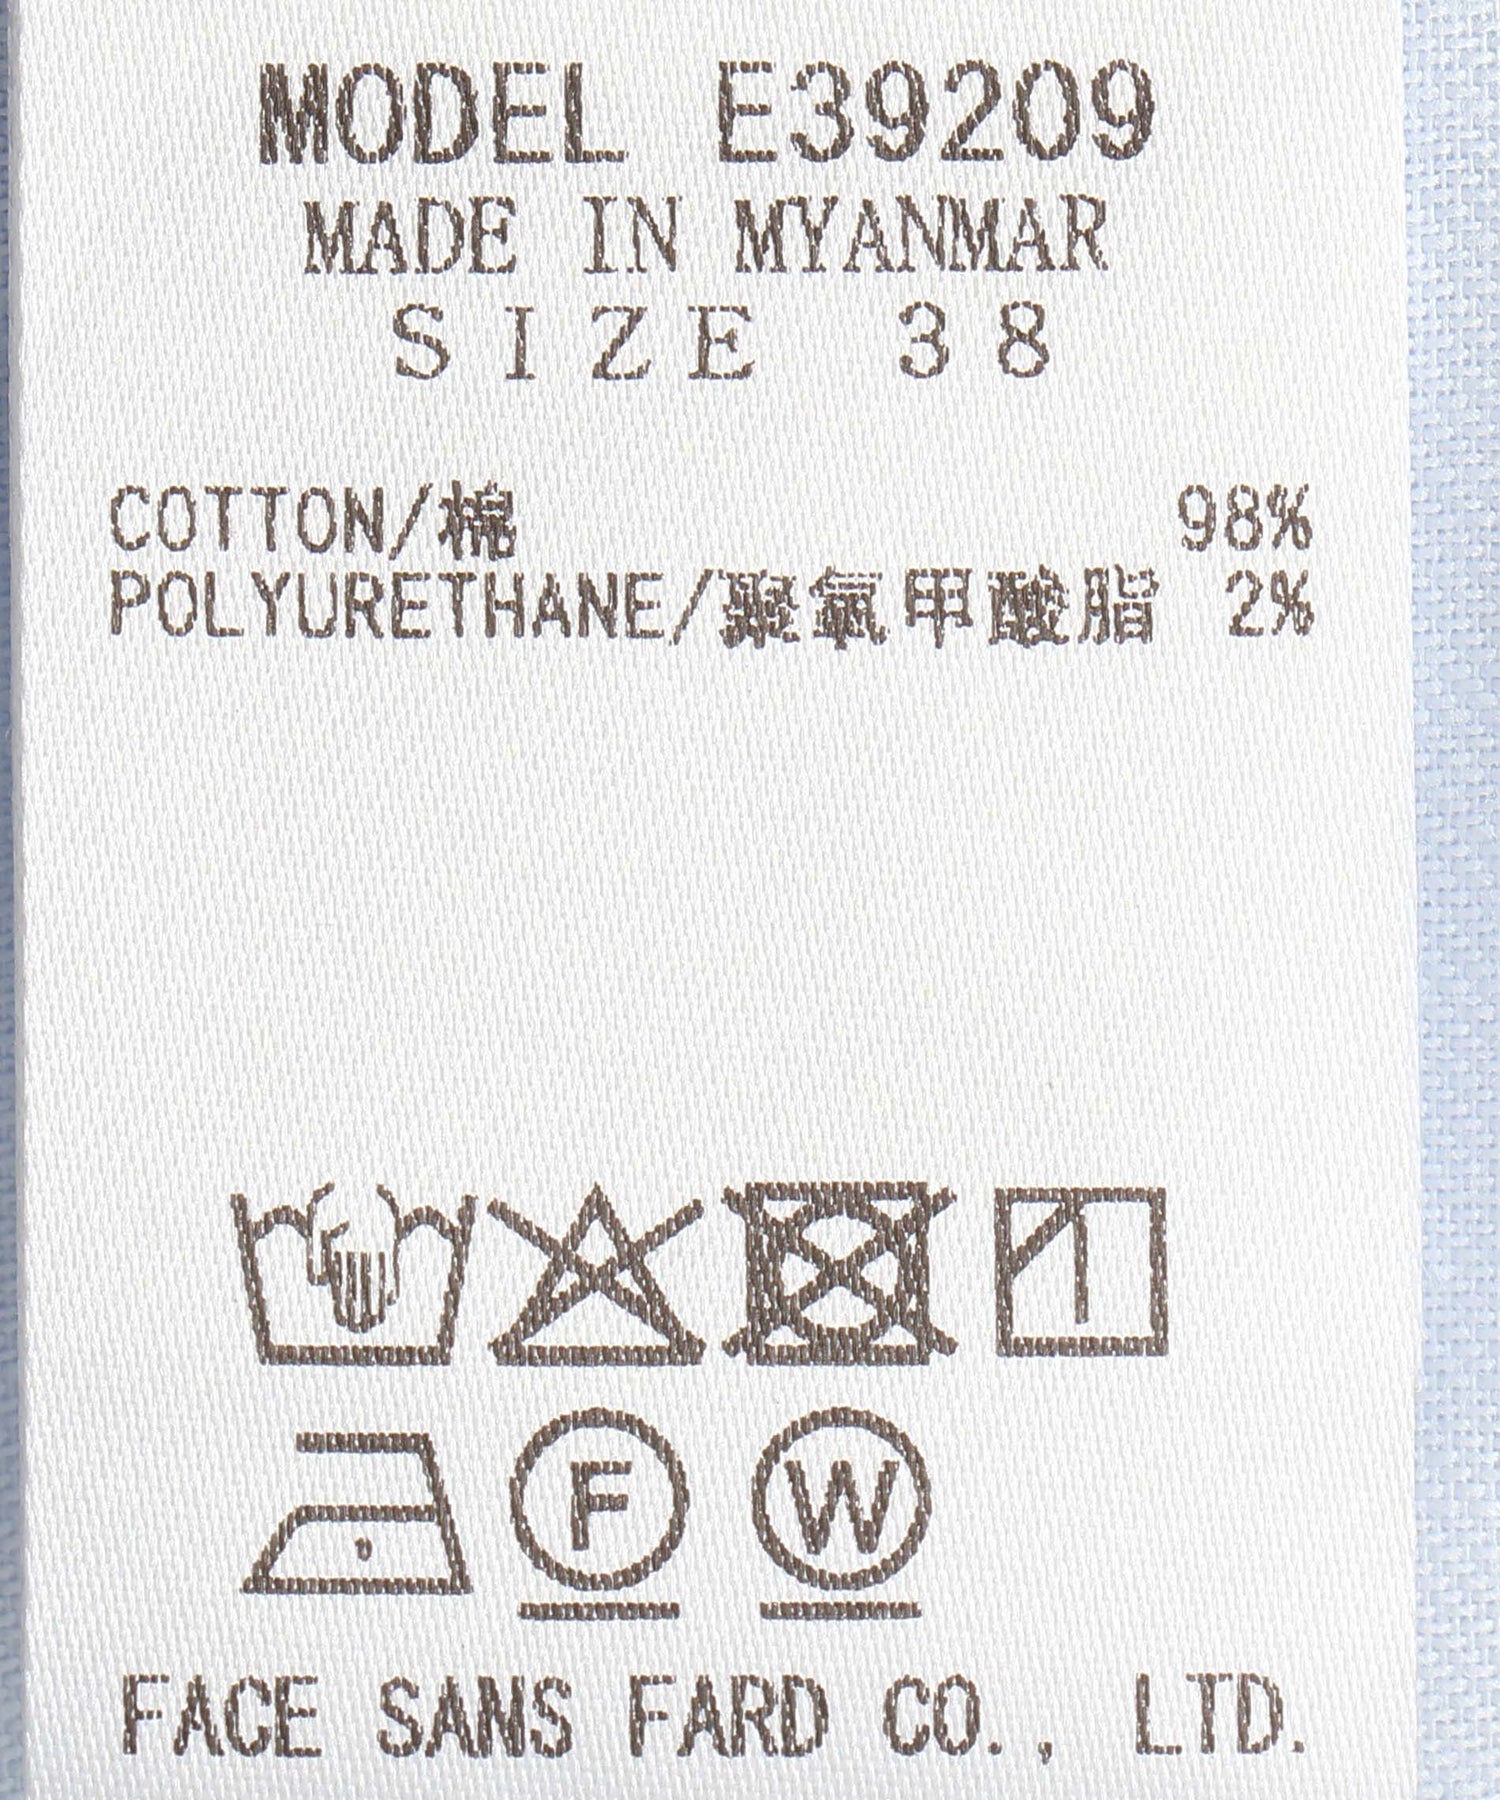 MODEL E39209
MADE IN MYANMAR
SIZE 38
COTTON/棉 98%
POLYURETHANE/聚氨甲酸脂 2%
F W
FACE SANS FARD CO., LTD.